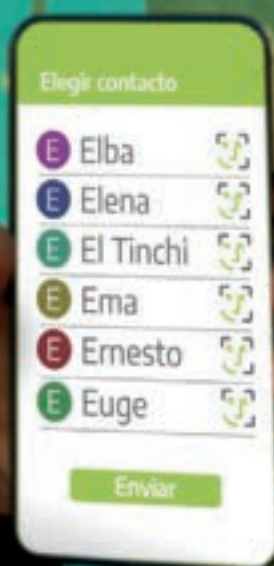 Elegir contacto
E Elba
E Elena
E El Tinchi
E Ema
E Ernesto
E Euge
Enviar